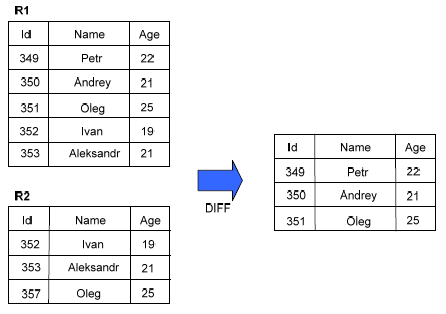 R1
Id Name Age
349 Petr 22
350 Andrey 21
351 Oleg 25
352 Ivan 19
353 Aleksandr 21
R2
Id Name Age
352 Ivan 19
353 Aleksandr 21
357 Oleg 25
DIFF
Id Name Age
349 Petr 22
350 Andrey 21
351 Oleg 25